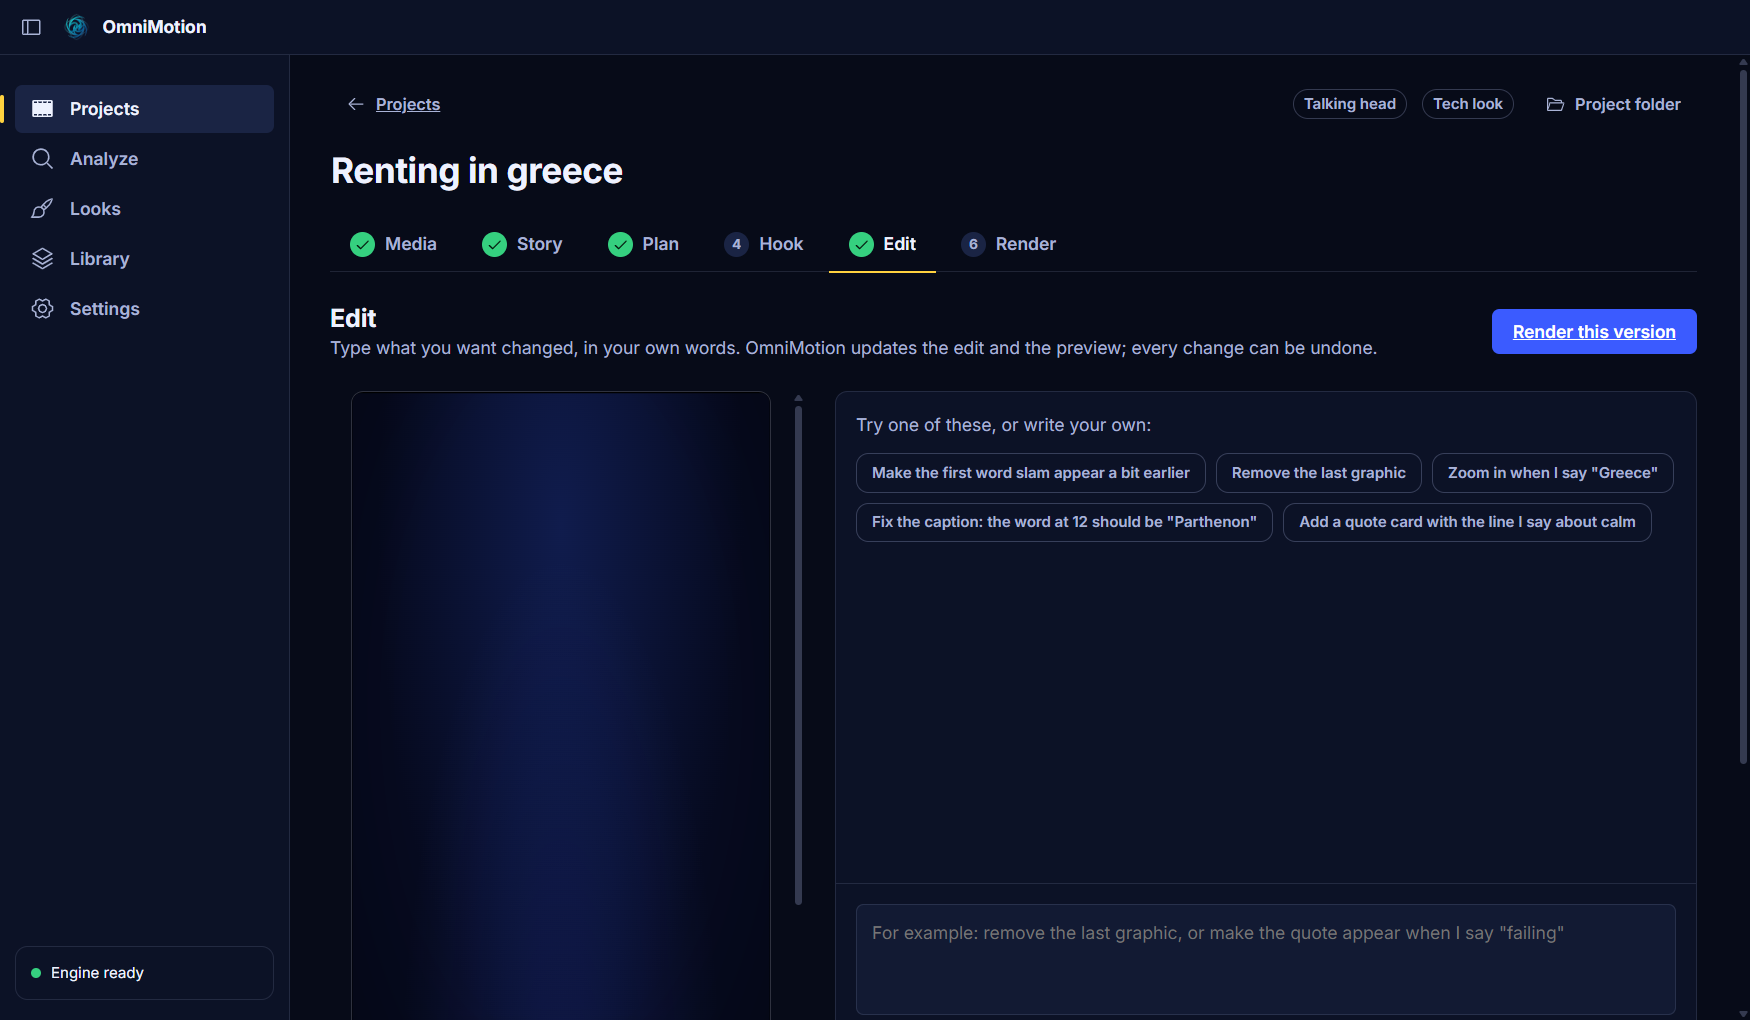 OmniMotion
Projects
Analyze
Looks
Library
Settings
Engine ready
Projects
Talking head
Tech look
Project folder
Renting in greece
Media
Story
Plan
4 Hook
Edit
6 Render
Edit
Type what you want changed, in your own words. OmniMotion updates the edit and the preview; every change can be undone.
Render this version
Try one of these, or write your own:
Make the first word slam appear a bit earlier
Remove the last graphic
Zoom in when I say "Greece"
Fix the caption: the word at 12 should be "Parthenon"
Add a quote card with the line I say about calm
For example: remove the last graphic, or make the quote appear when I say "failing"